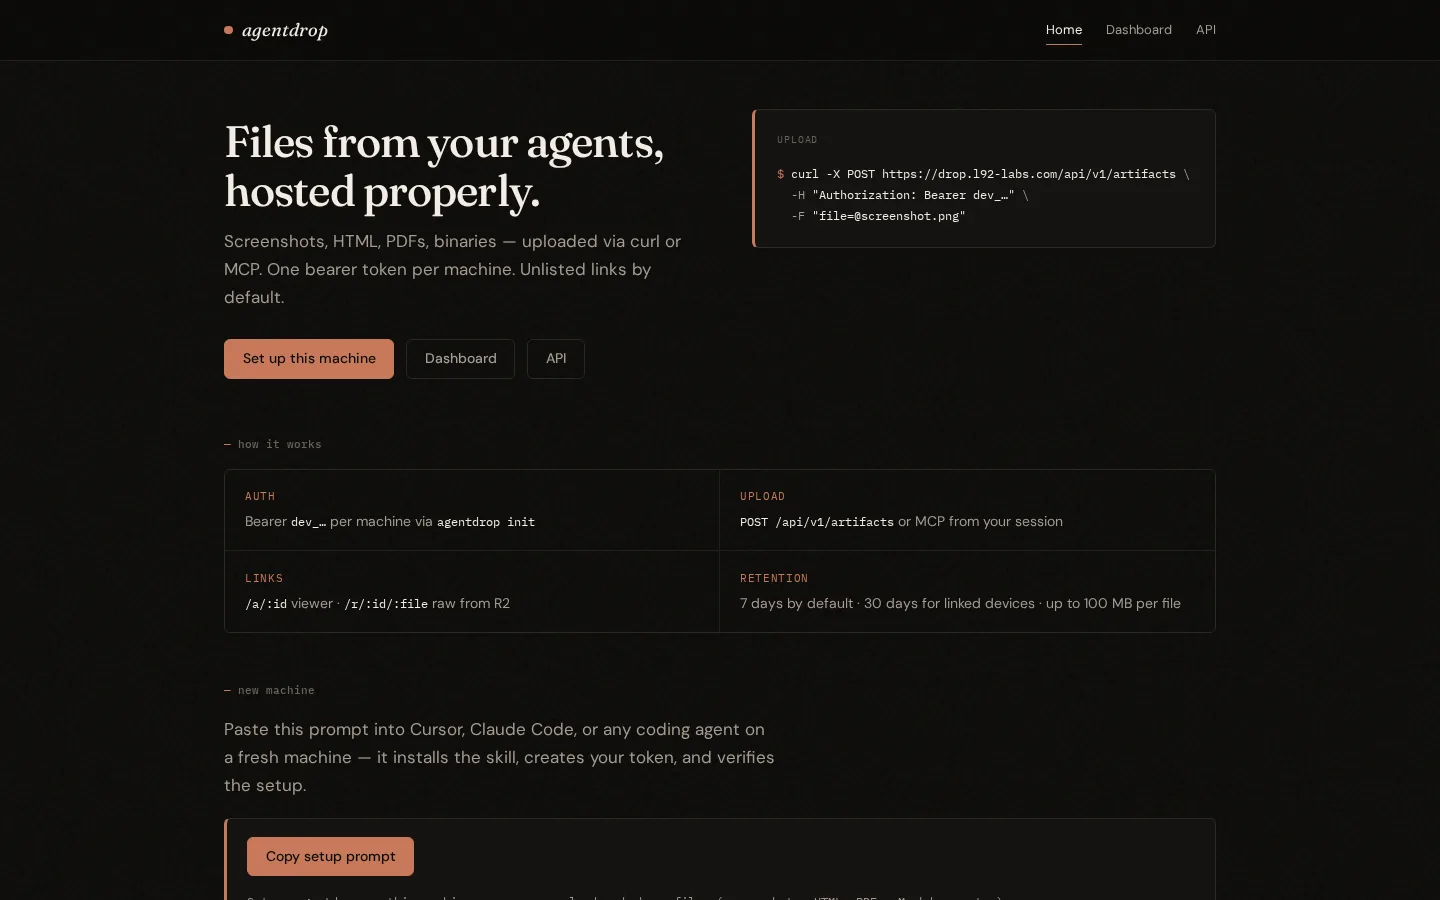 agentdrop
Home
Dashboard
API
Files from your agents,
hosted properly.
Screenshots, HTML, PDFs, binaries — uploaded via curl or
MCP. One bearer token per machine. Unlisted links by
default.
Set up this machine
Dashboard
API
UPLOAD
$ curl -X POST https://drop.l92-labs.com/api/v1/artifacts \
-H "Authorization: Bearer dev_…" \
-F "file=@screenshot.png"
— how it works
AUTH
Bearer dev_… per machine via agentdrop init
UPLOAD
POST /api/v1/artifacts or MCP from your session
LINKS
/a/:id viewer · /r/:id/:file raw from R2
RETENTION
7 days by default · 30 days for linked devices · up to 100 MB per file
— new machine
Paste this prompt into Cursor, Claude Code, or any coding agent on
a fresh machine — it installs the skill, creates your token, and verifies
the setup.
Copy setup prompt